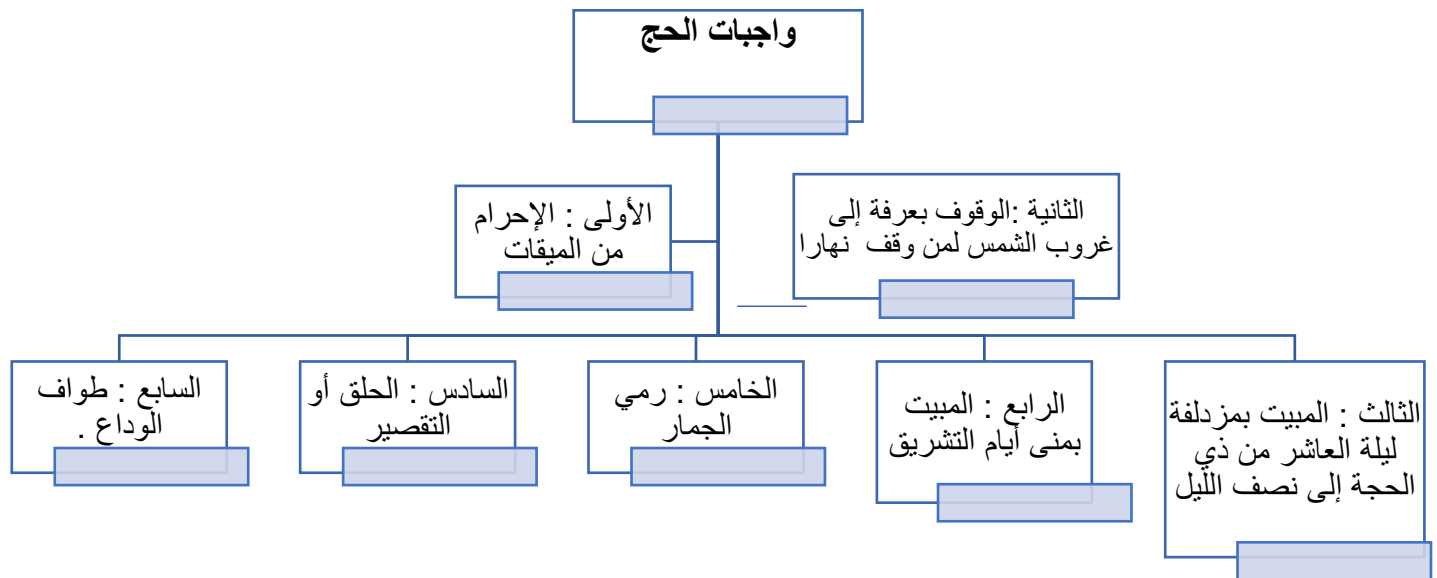 واجبات الحج
الأولى : الإحرام
من الميقات
الثانية :الوقوف بعرفة إلى
غروب الشمس لمن وقف نهارا
الثالث : المبيت بمزدلفة
ليلة العاشر من ذي
الحجة إلى نصف الليل
الرابع : المبيت
بمنى أيام التشريق
الخامس : رمي
الجمار
السادس : الحلق أو
التقصير
السابع : طواف
الوداع .